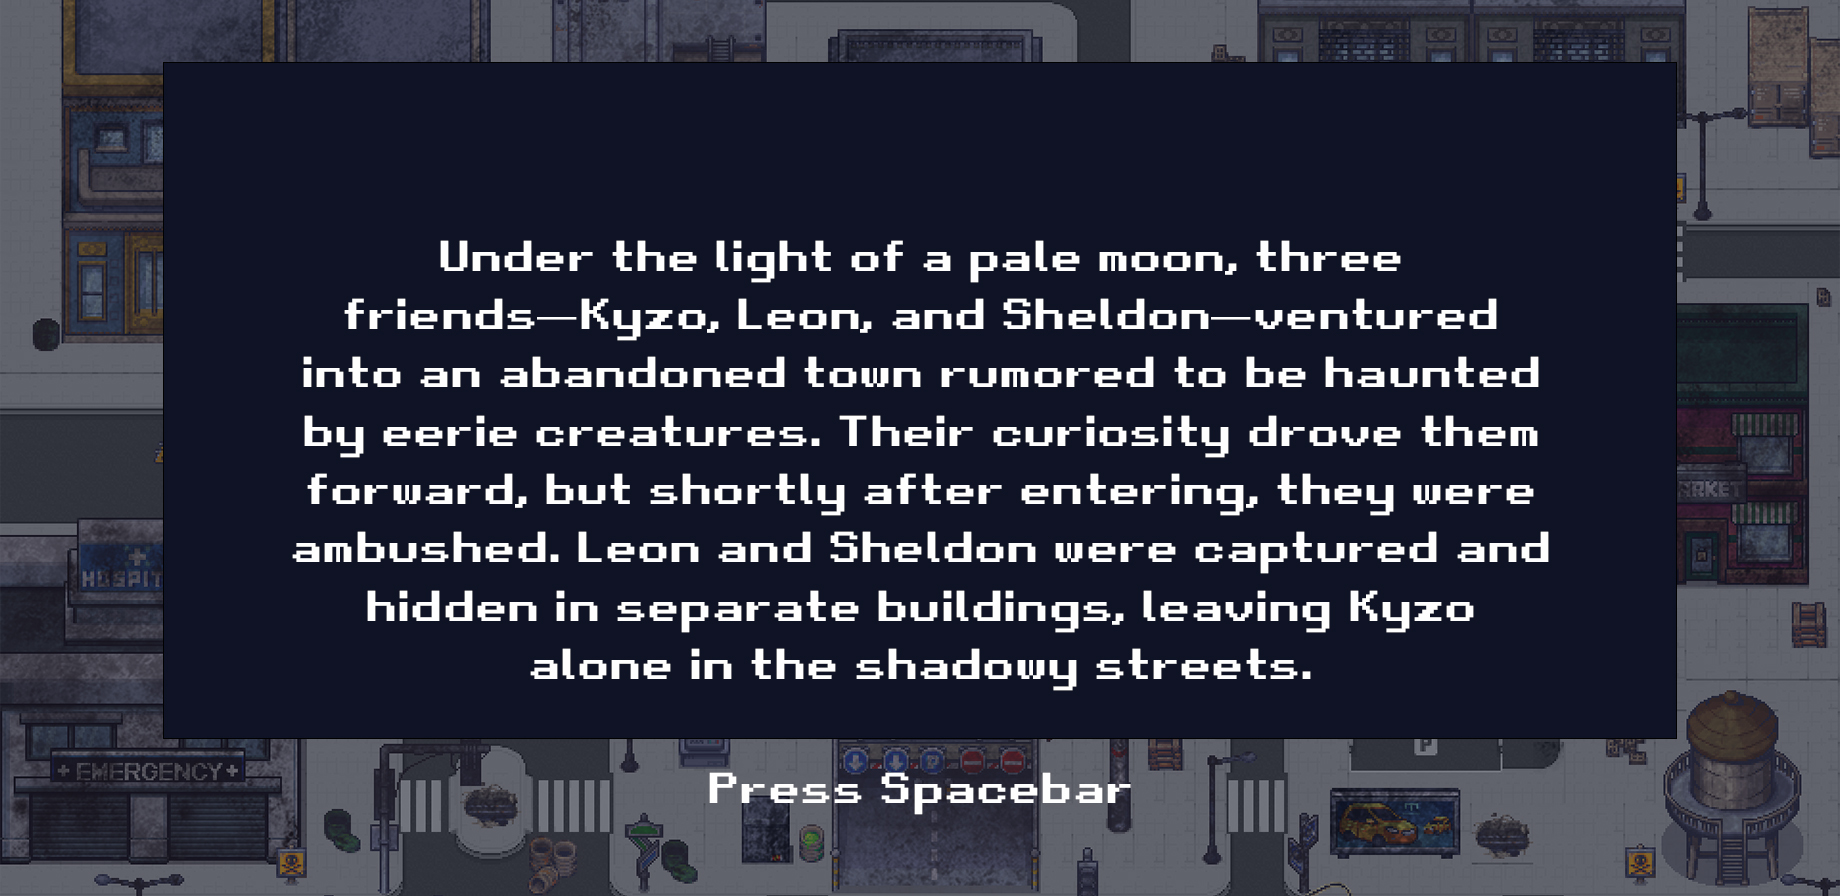 Under the light of a pale moon, three
friends—Kyzo, Leon, and Sheldon—ventured
into an abandoned town rumored to be haunted
by eerie creatures. Their curiosity drove them
forward, but shortly after entering, they were
ambushed. Leon and Sheldon were captured and
hidden in separate buildings, leaving Kyzo
alone in the shadowy streets.
HOSPIT
ARKET
P
+EMERGENCY+
?
Press Spacebar